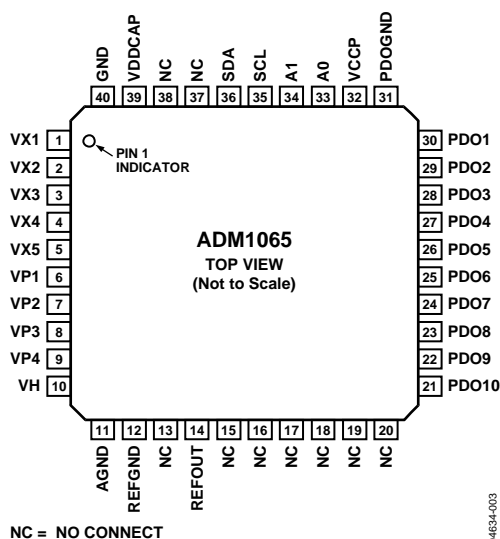 GND
VDDCAP
NC
NC
SDA
SCL
A1
A0
VCCP
PDOGND
40
39
38
37
36
35
34
33
32
31
VX1 1
VX2 2
VX3 3
VX4 4
VX5 5
VP1 6
VP2 7
VP3 8
VP4 9
VH 10
PIN 1
INDICATOR
ADM1065
TOP VIEW
(Not to Scale)
30 PDO1
29 PDO2
28 PDO3
27 PDO4
26 PDO5
25 PDO6
24 PDO7
23 PDO8
22 PDO9
21 PDO10
11
12
13
14
15
16
17
18
19
20
AGND
REFGND
NC
REFOUT
NC
NC
NC
NC
NC
NC
NC = NO CONNECT
04634-003